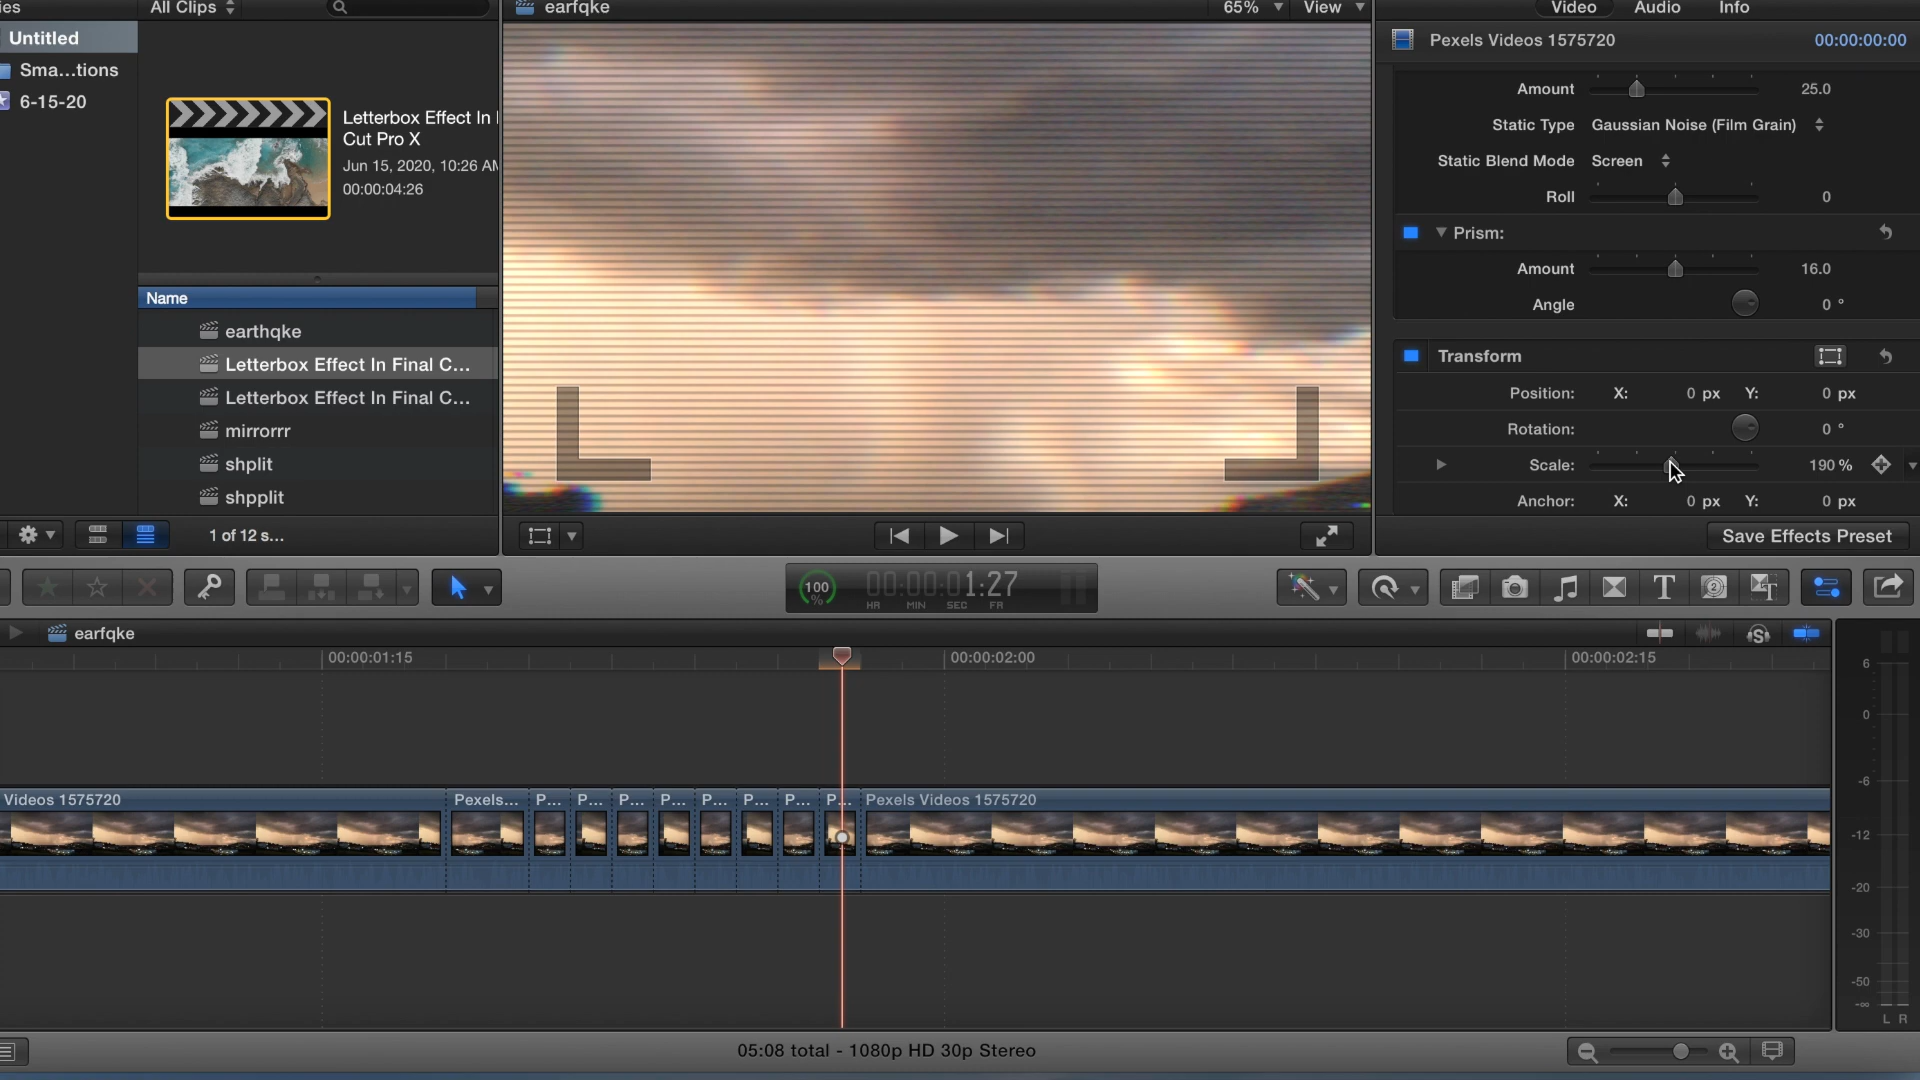 ies
All Clips
earfqke
65%
View
Video
Audio
Info
Untitled
Sma...tions
6-15-20
Letterbox Effect In
Cut Pro X
Jun 15, 2020, 10:26 AM
00:00:04:26
Name
earthqke
Letterbox Effect In Final C...
Letterbox Effect In Final C...
mirrorrr
shplit
shpplit
1 of 12 s...
Pexels Videos 1575720
00:00:00:00
Amount
25.0
Static Type
Gaussian Noise (Film Grain)
Static Blend Mode
Screen
Roll
0
Prism:
Amount
16.0
Angle
0 °
Transform
Position:
X:
0 px
Y:
0 px
Rotation:
0 °
Scale:
190 %
Anchor:
X:
0 px
Y:
0 px
Save Effects Preset
100
%
00:00:01:27
HR
MIN
SEC
FR
earfqke
00:00:01:15
00:00:02:00
00:00:02:15
Videos 1575720
Pexels...
P...
P...
P...
P...
P...
P...
P...
P...
Pexels Videos 1575720
6
0
-6
-12
-20
-30
-50
-∞
L R
05:08 total - 1080p HD 30p Stereo